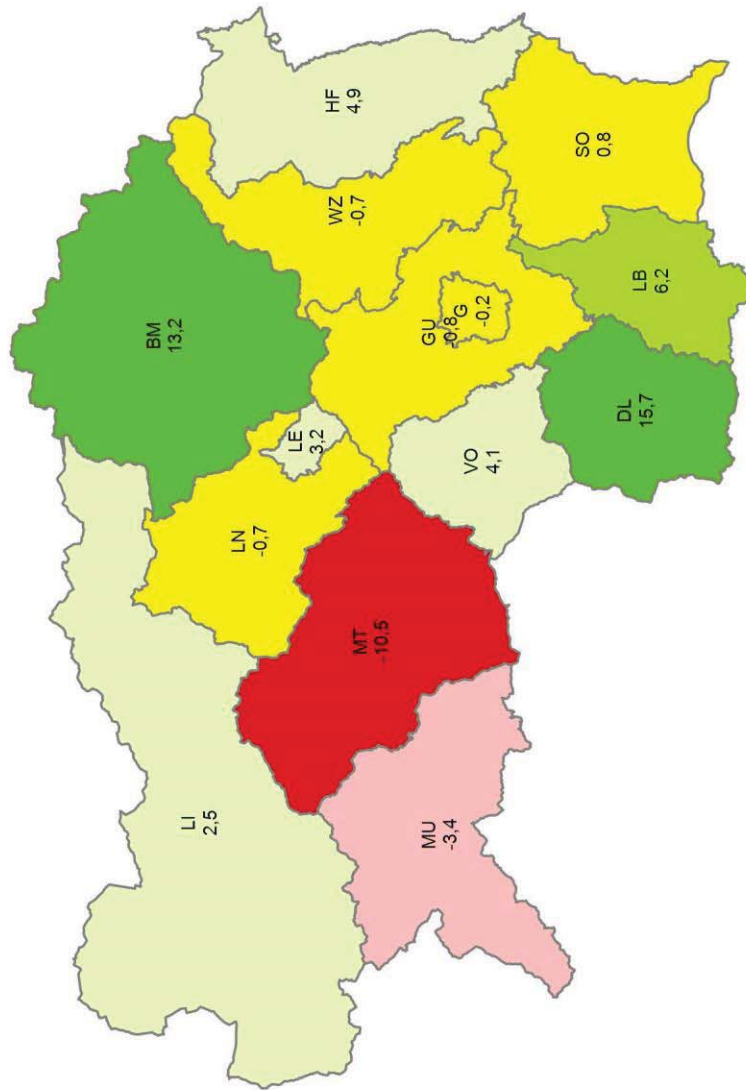 BM
13,2
LI
2,5
LN
-0,7
LE
3,2
WZ
-0,7
HF
4,9
MT
-10,5
MU
-3,4
GU
-0,8
G
-0,2
VO
4,1
SO
0,8
DL
15,7
LB
6,2